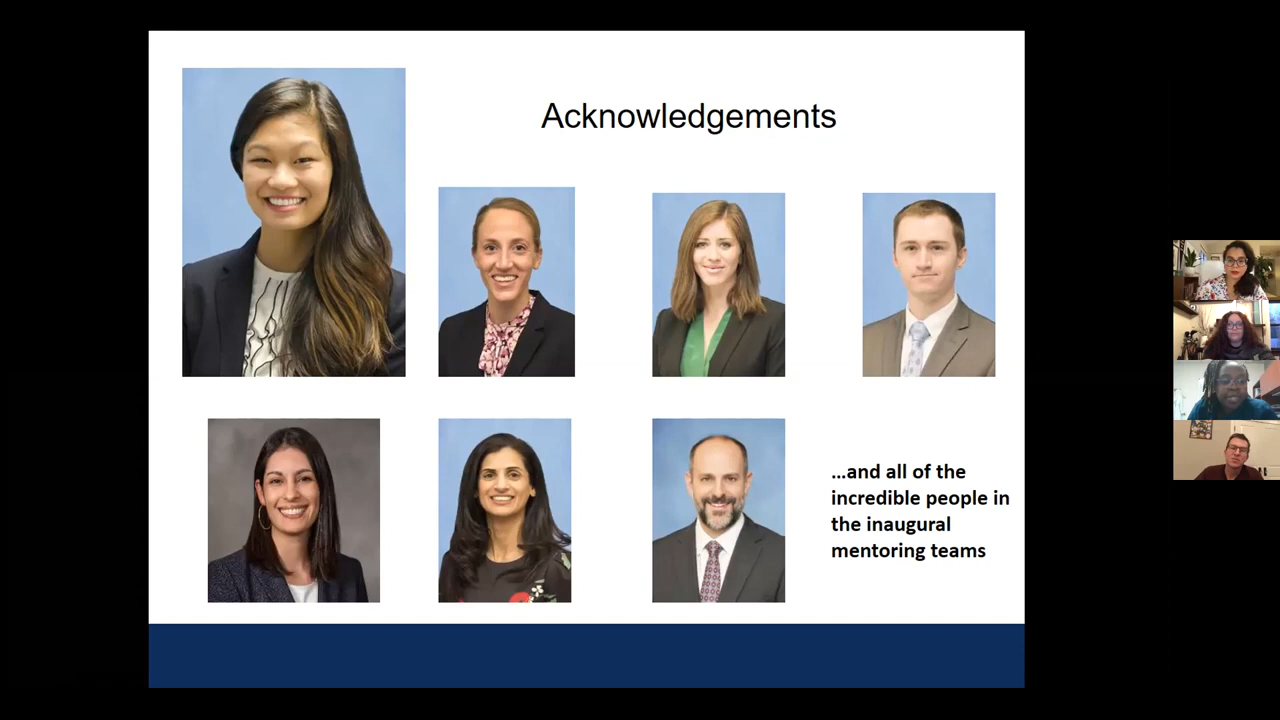 Acknowledgements
...and all of the
incredible people in
the inaugural
mentoring teams